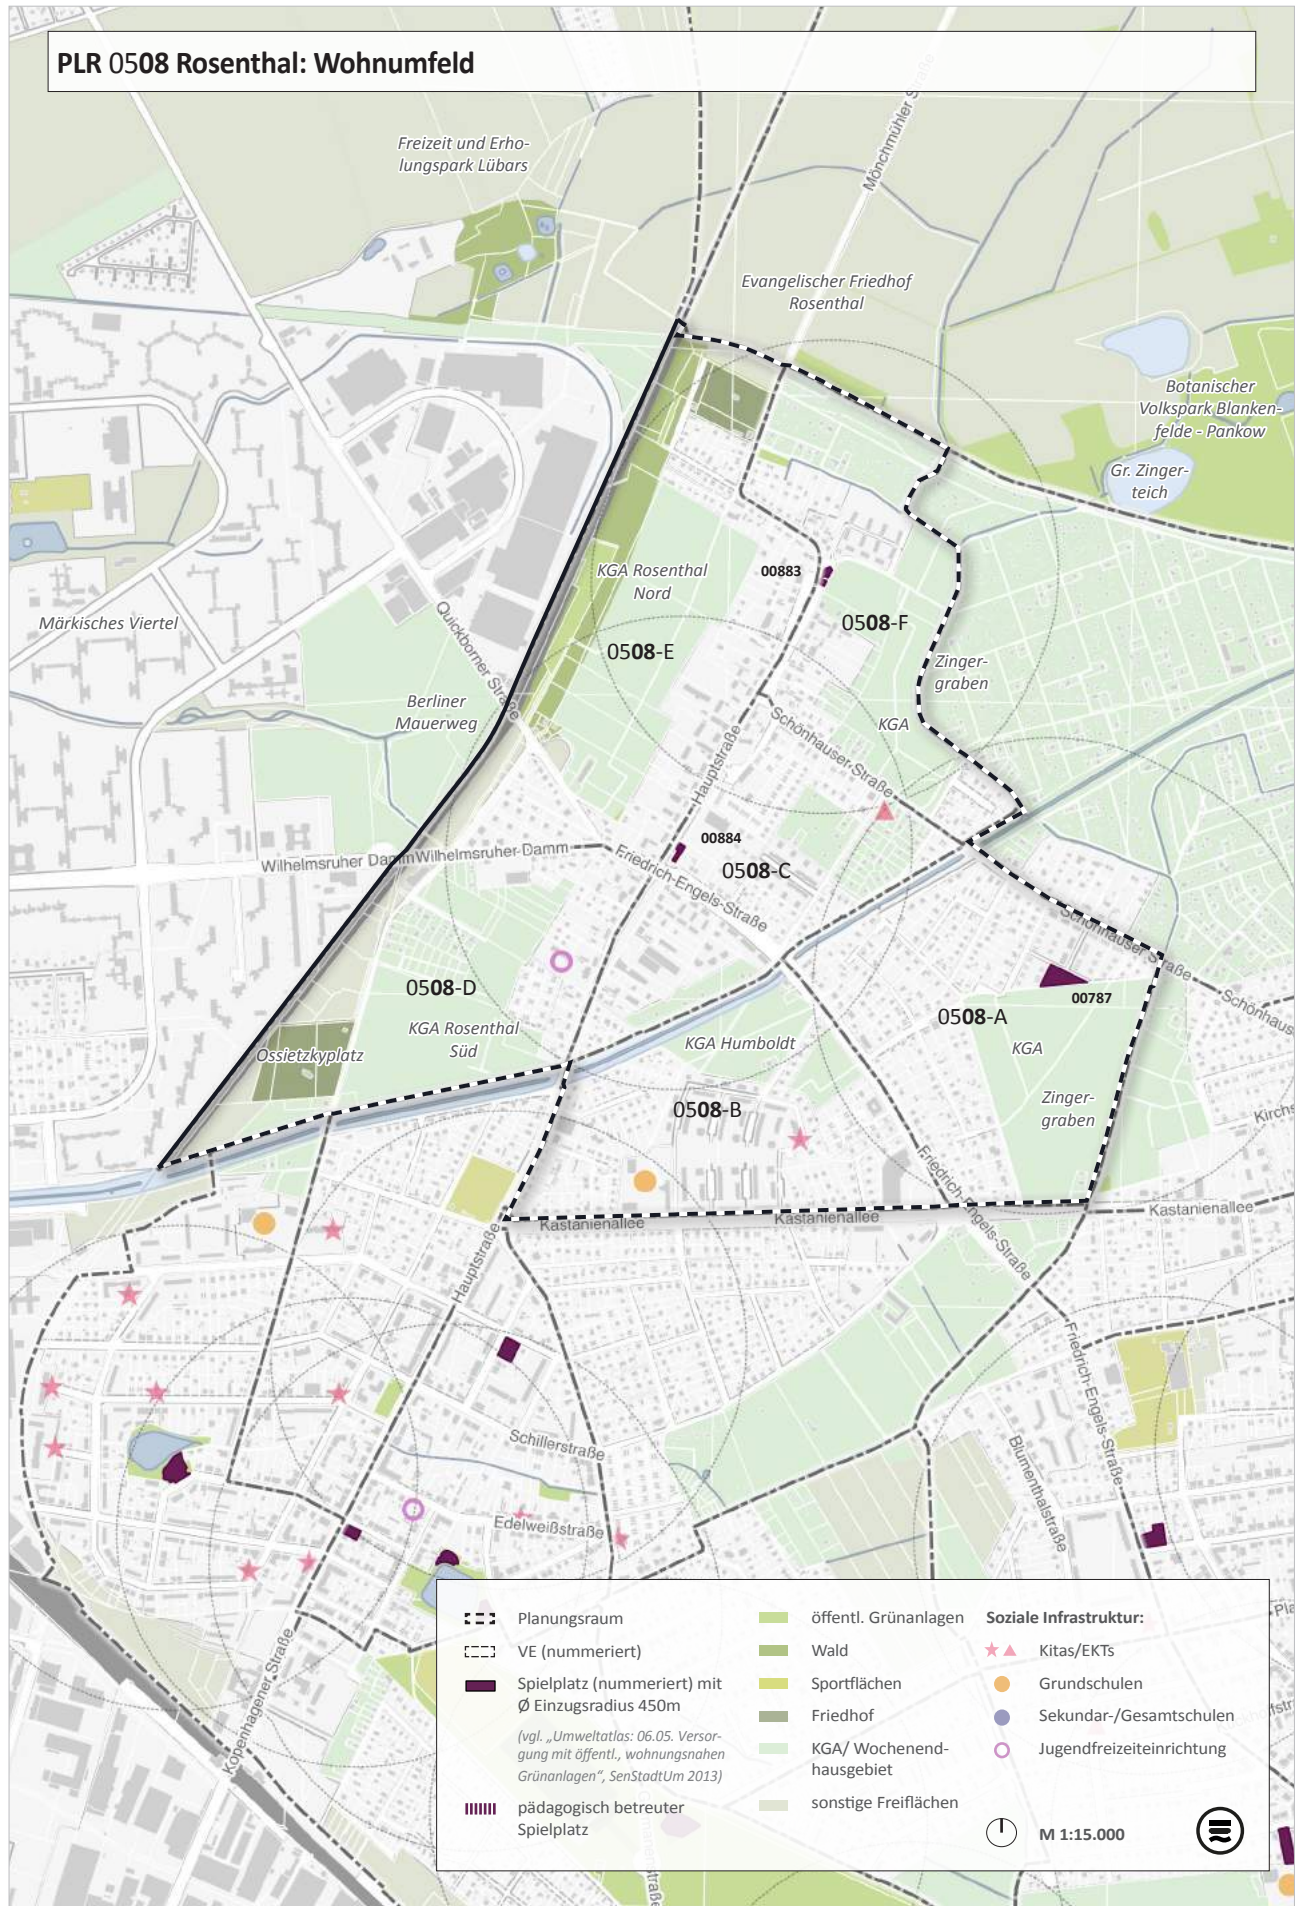 PLR 0508 Rosenthal: Wohnumfeld
Mönchmühler Straße
Freizeit und Erho-
lungspark Lübars
Evangelischer Friedhof
Rosenthal
Botanischer
Volkspark Blanken-
felde - Pankow
Gr. Zinger-
teich
KGA Rosenthal
Nord
00883
0508-F
0508-E
Märkisches Viertel
Quickborner Straße
Berliner
Mauerweg
Zinger-
graben
KGA
Schönhauser Straße
Hauptstraße
00884
0508-C
Wilhelmsruher Damm
Wilhelmsruher Damm
Friedrich-Engels-Straße
Schönhauser Straße
Schönhaus
00787
0508-D
0508-A
KGA Rosenthal
Süd
KGA Humboldt
KGA
Ossietzkyplatz
0508-B
Zinger-
graben
Kirchs
Friedrich-Engels-Straße
Kastanienallee
Kastanienallee
Kastanienallee
Hauptstraße
Friedrich-Engels-Straße
Schillerstraße
Blumenthalstraße
Edelweißstraße
Kopenhagener Straße
Planungsraum
VE (nummeriert)
Spielplatz (nummeriert) mit
Ø Einzugsradius 450m
(vgl. „Umweltatlas: 06.05. Versor-
gung mit öffentl., wohnungsnahen
Grünanlagen“, SenStadtUm 2013)
pädagogisch betreuter
Spielplatz
öffentl. Grünanlagen
Wald
Sportflächen
Friedhof
KGA/ Wochenend-
hausgebiet
sonstige Freiflächen
Soziale Infrastruktur:
Kitas/EKTs
Grundschulen
Sekundar-/Gesamtschulen
Jugendfreizeiteinrichtung
M 1:15.000